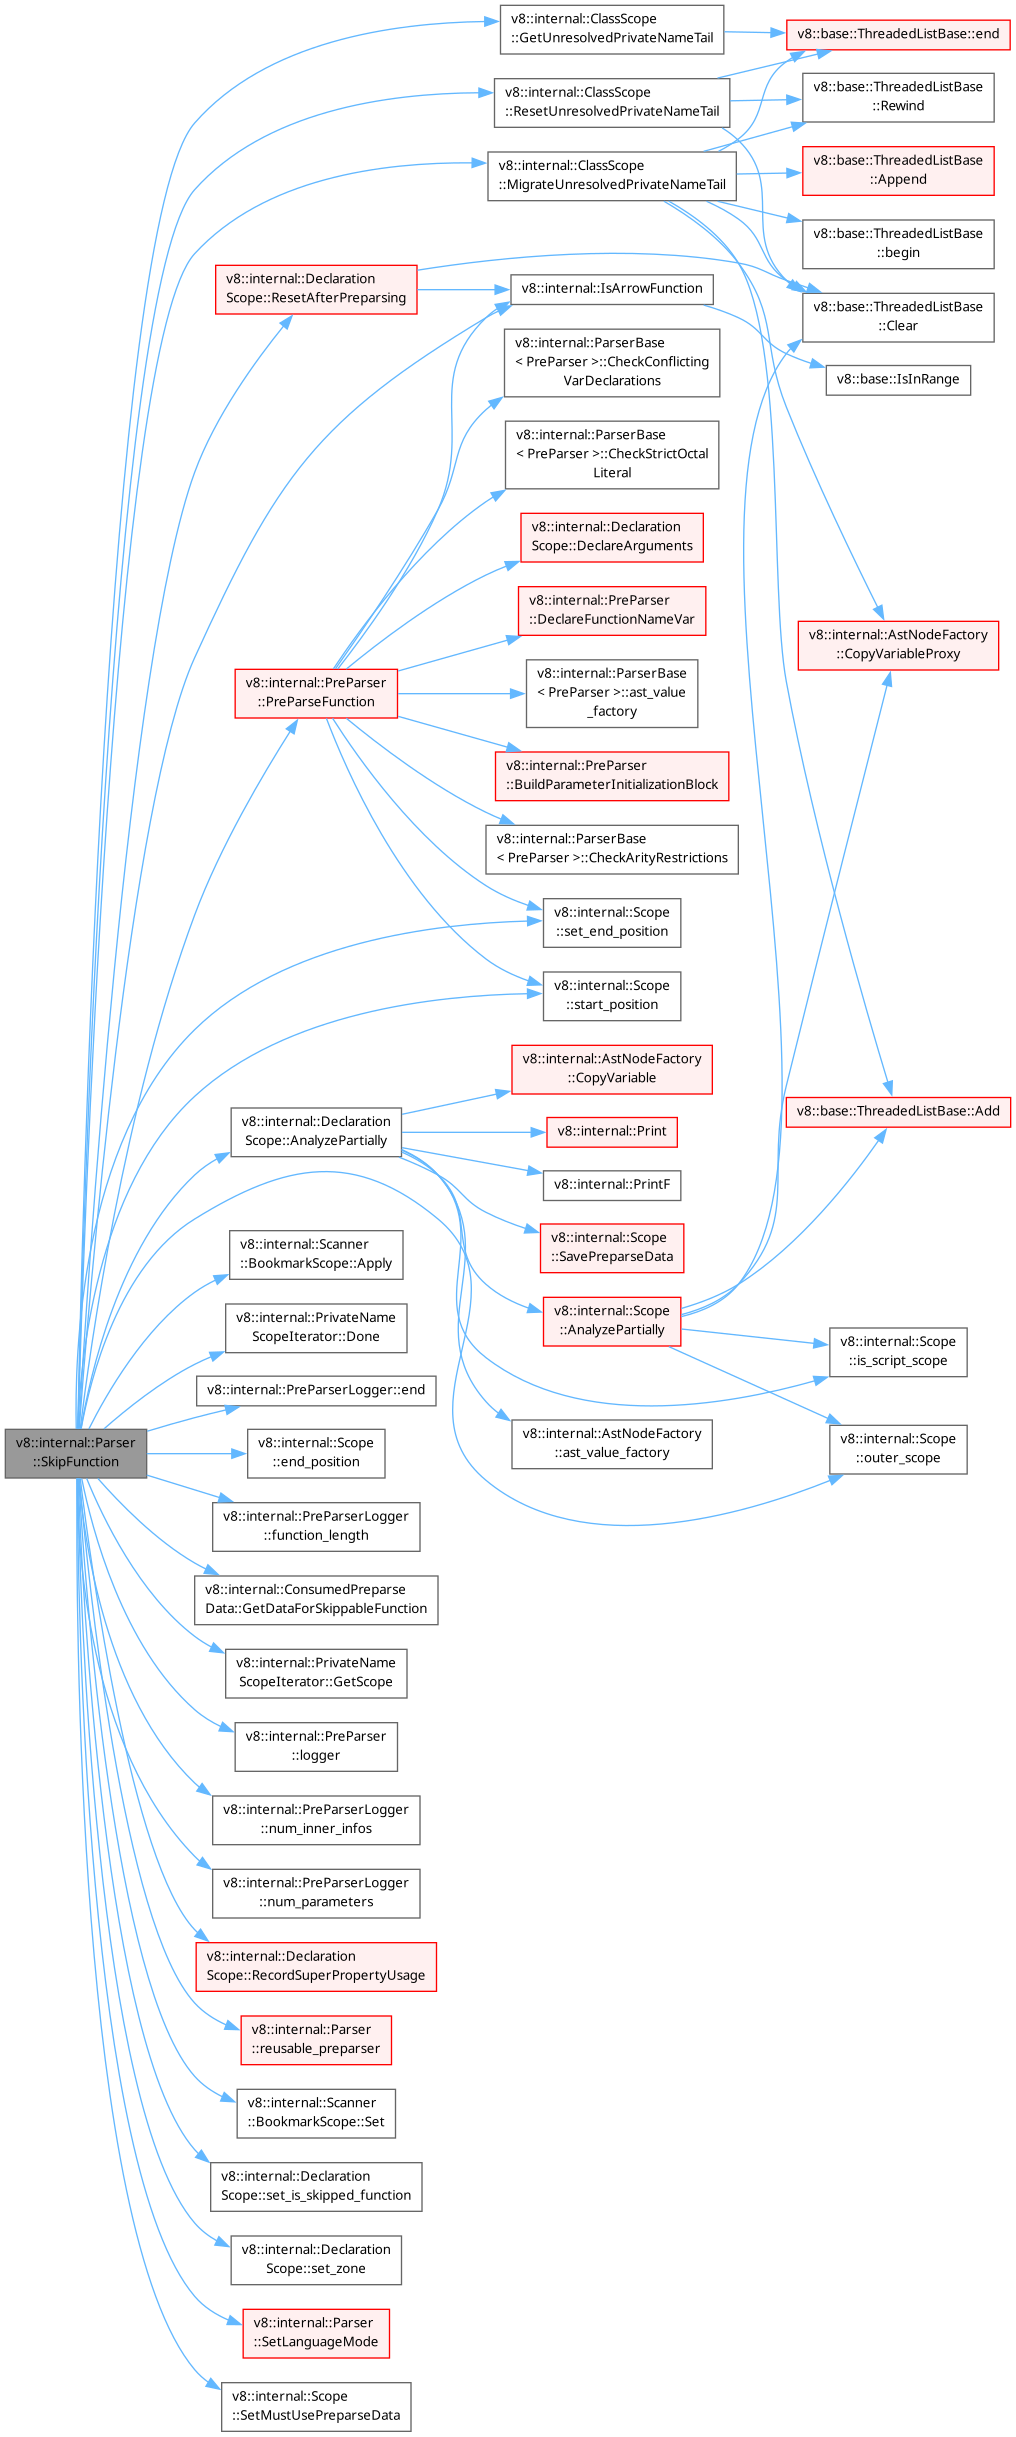 v8::internal::ClassScope
::GetUnresolvedPrivateNameTail
v8::base::ThreadedListBase::end
v8::internal::ClassScope
::ResetUnresolvedPrivateNameTail
v8::base::ThreadedListBase
::Rewind
v8::internal::ClassScope
::MigrateUnresolvedPrivateNameTail
v8::base::ThreadedListBase
::Append
v8::base::ThreadedListBase
::begin
v8::internal::Declaration
Scope::ResetAfterPreparsing
v8::internal::IsArrowFunction
v8::base::ThreadedListBase
::Clear
v8::internal::ParserBase
< PreParser >::CheckConflicting
VarDeclarations
v8::base::IsInRange
v8::internal::ParserBase
< PreParser >::CheckStrictOctal
Literal
v8::internal::Declaration
Scope::DeclareArguments
v8::internal::PreParser
::DeclareFunctionNameVar
v8::internal::AstNodeFactory
::CopyVariableProxy
v8::internal::PreParser
::PreParseFunction
v8::internal::ParserBase
< PreParser >::ast_value
_factory
v8::internal::PreParser
::BuildParameterInitializationBlock
v8::internal::ParserBase
< PreParser >::CheckArityRestrictions
v8::internal::Scope
::set_end_position
v8::internal::Scope
::start_position
v8::internal::AstNodeFactory
::CopyVariable
v8::base::ThreadedListBase::Add
v8::internal::Declaration
Scope::AnalyzePartially
v8::internal::Print
v8::internal::PrintF
v8::internal::Scanner
::BookmarkScope::Apply
v8::internal::Scope
::SavePreparseData
v8::internal::PrivateName
ScopeIterator::Done
v8::internal::Scope
::AnalyzePartially
v8::internal::Scope
::is_script_scope
v8::internal::PreParserLogger::end
v8::internal::Parser
::SkipFunction
v8::internal::Scope
::end_position
v8::internal::AstNodeFactory
::ast_value_factory
v8::internal::Scope
::outer_scope
v8::internal::PreParserLogger
::function_length
v8::internal::ConsumedPreparse
Data::GetDataForSkippableFunction
v8::internal::PrivateName
ScopeIterator::GetScope
v8::internal::PreParser
::logger
v8::internal::PreParserLogger
::num_inner_infos
v8::internal::PreParserLogger
::num_parameters
v8::internal::Declaration
Scope::RecordSuperPropertyUsage
v8::internal::Parser
::reusable_preparser
v8::internal::Scanner
::BookmarkScope::Set
v8::internal::Declaration
Scope::set_is_skipped_function
v8::internal::Declaration
Scope::set_zone
v8::internal::Parser
::SetLanguageMode
v8::internal::Scope
::SetMustUsePreparseData